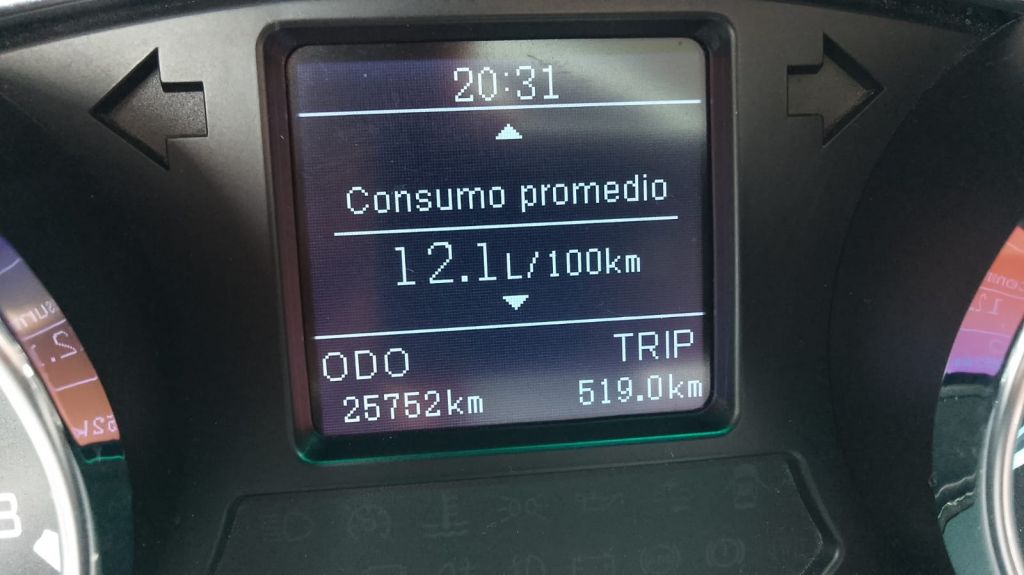 20:31
Consumo promedio
12.1L/100km
ODO
TRIP
25752km
519.0km